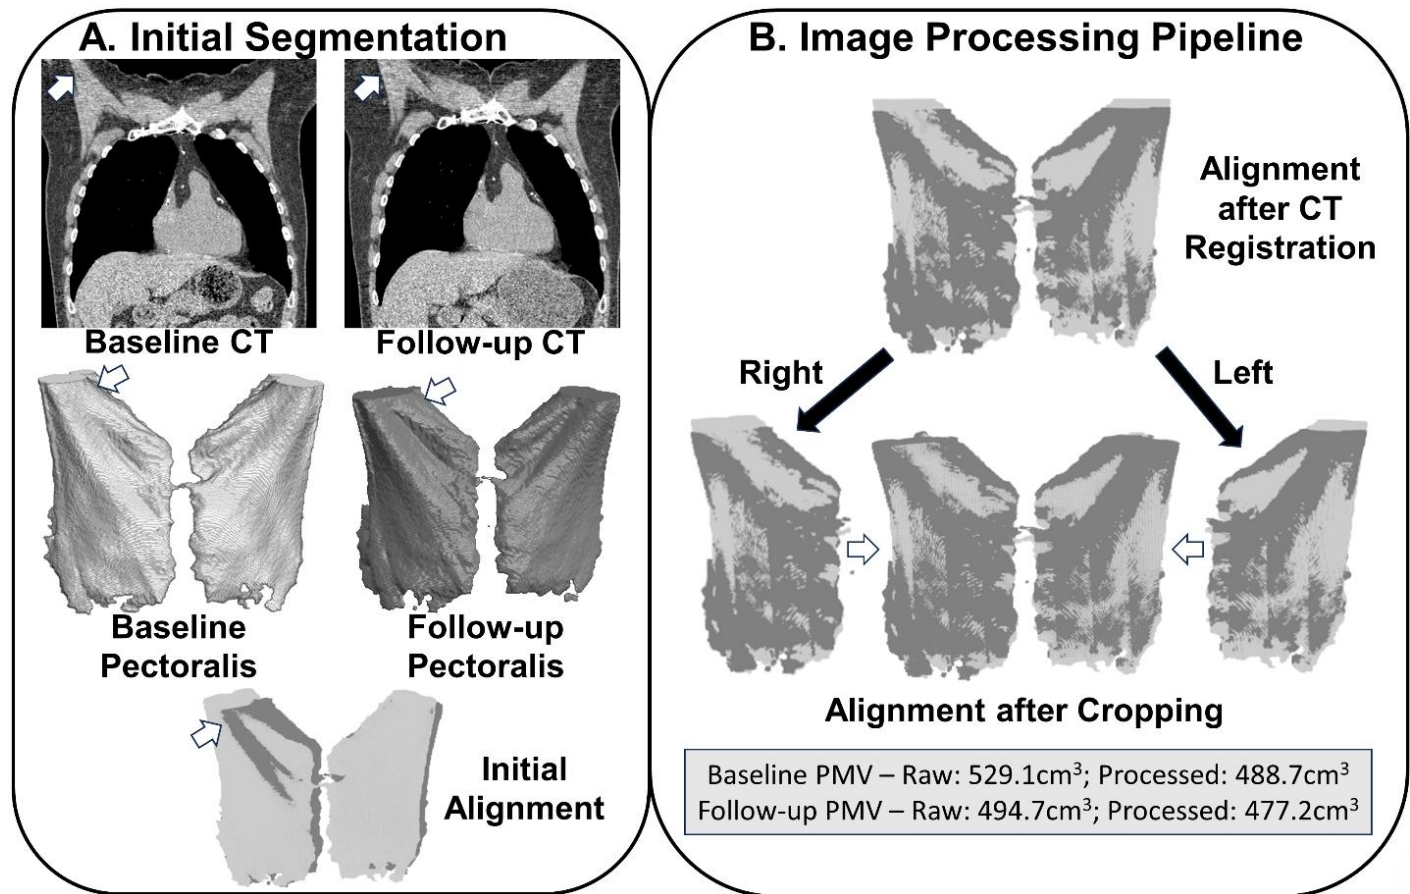 A. Initial Segmentation
Baseline CT
Follow-up CT
Baseline
Pectoralis
Follow-up
Pectoralis
Initial
Alignment
B. Image Processing Pipeline
Alignment
after CT
Registration
Right
Left
Alignment after Cropping
Baseline PMV – Raw: 529.1cm³; Processed: 488.7cm³
Follow-up PMV – Raw: 494.7cm³; Processed: 477.2cm³